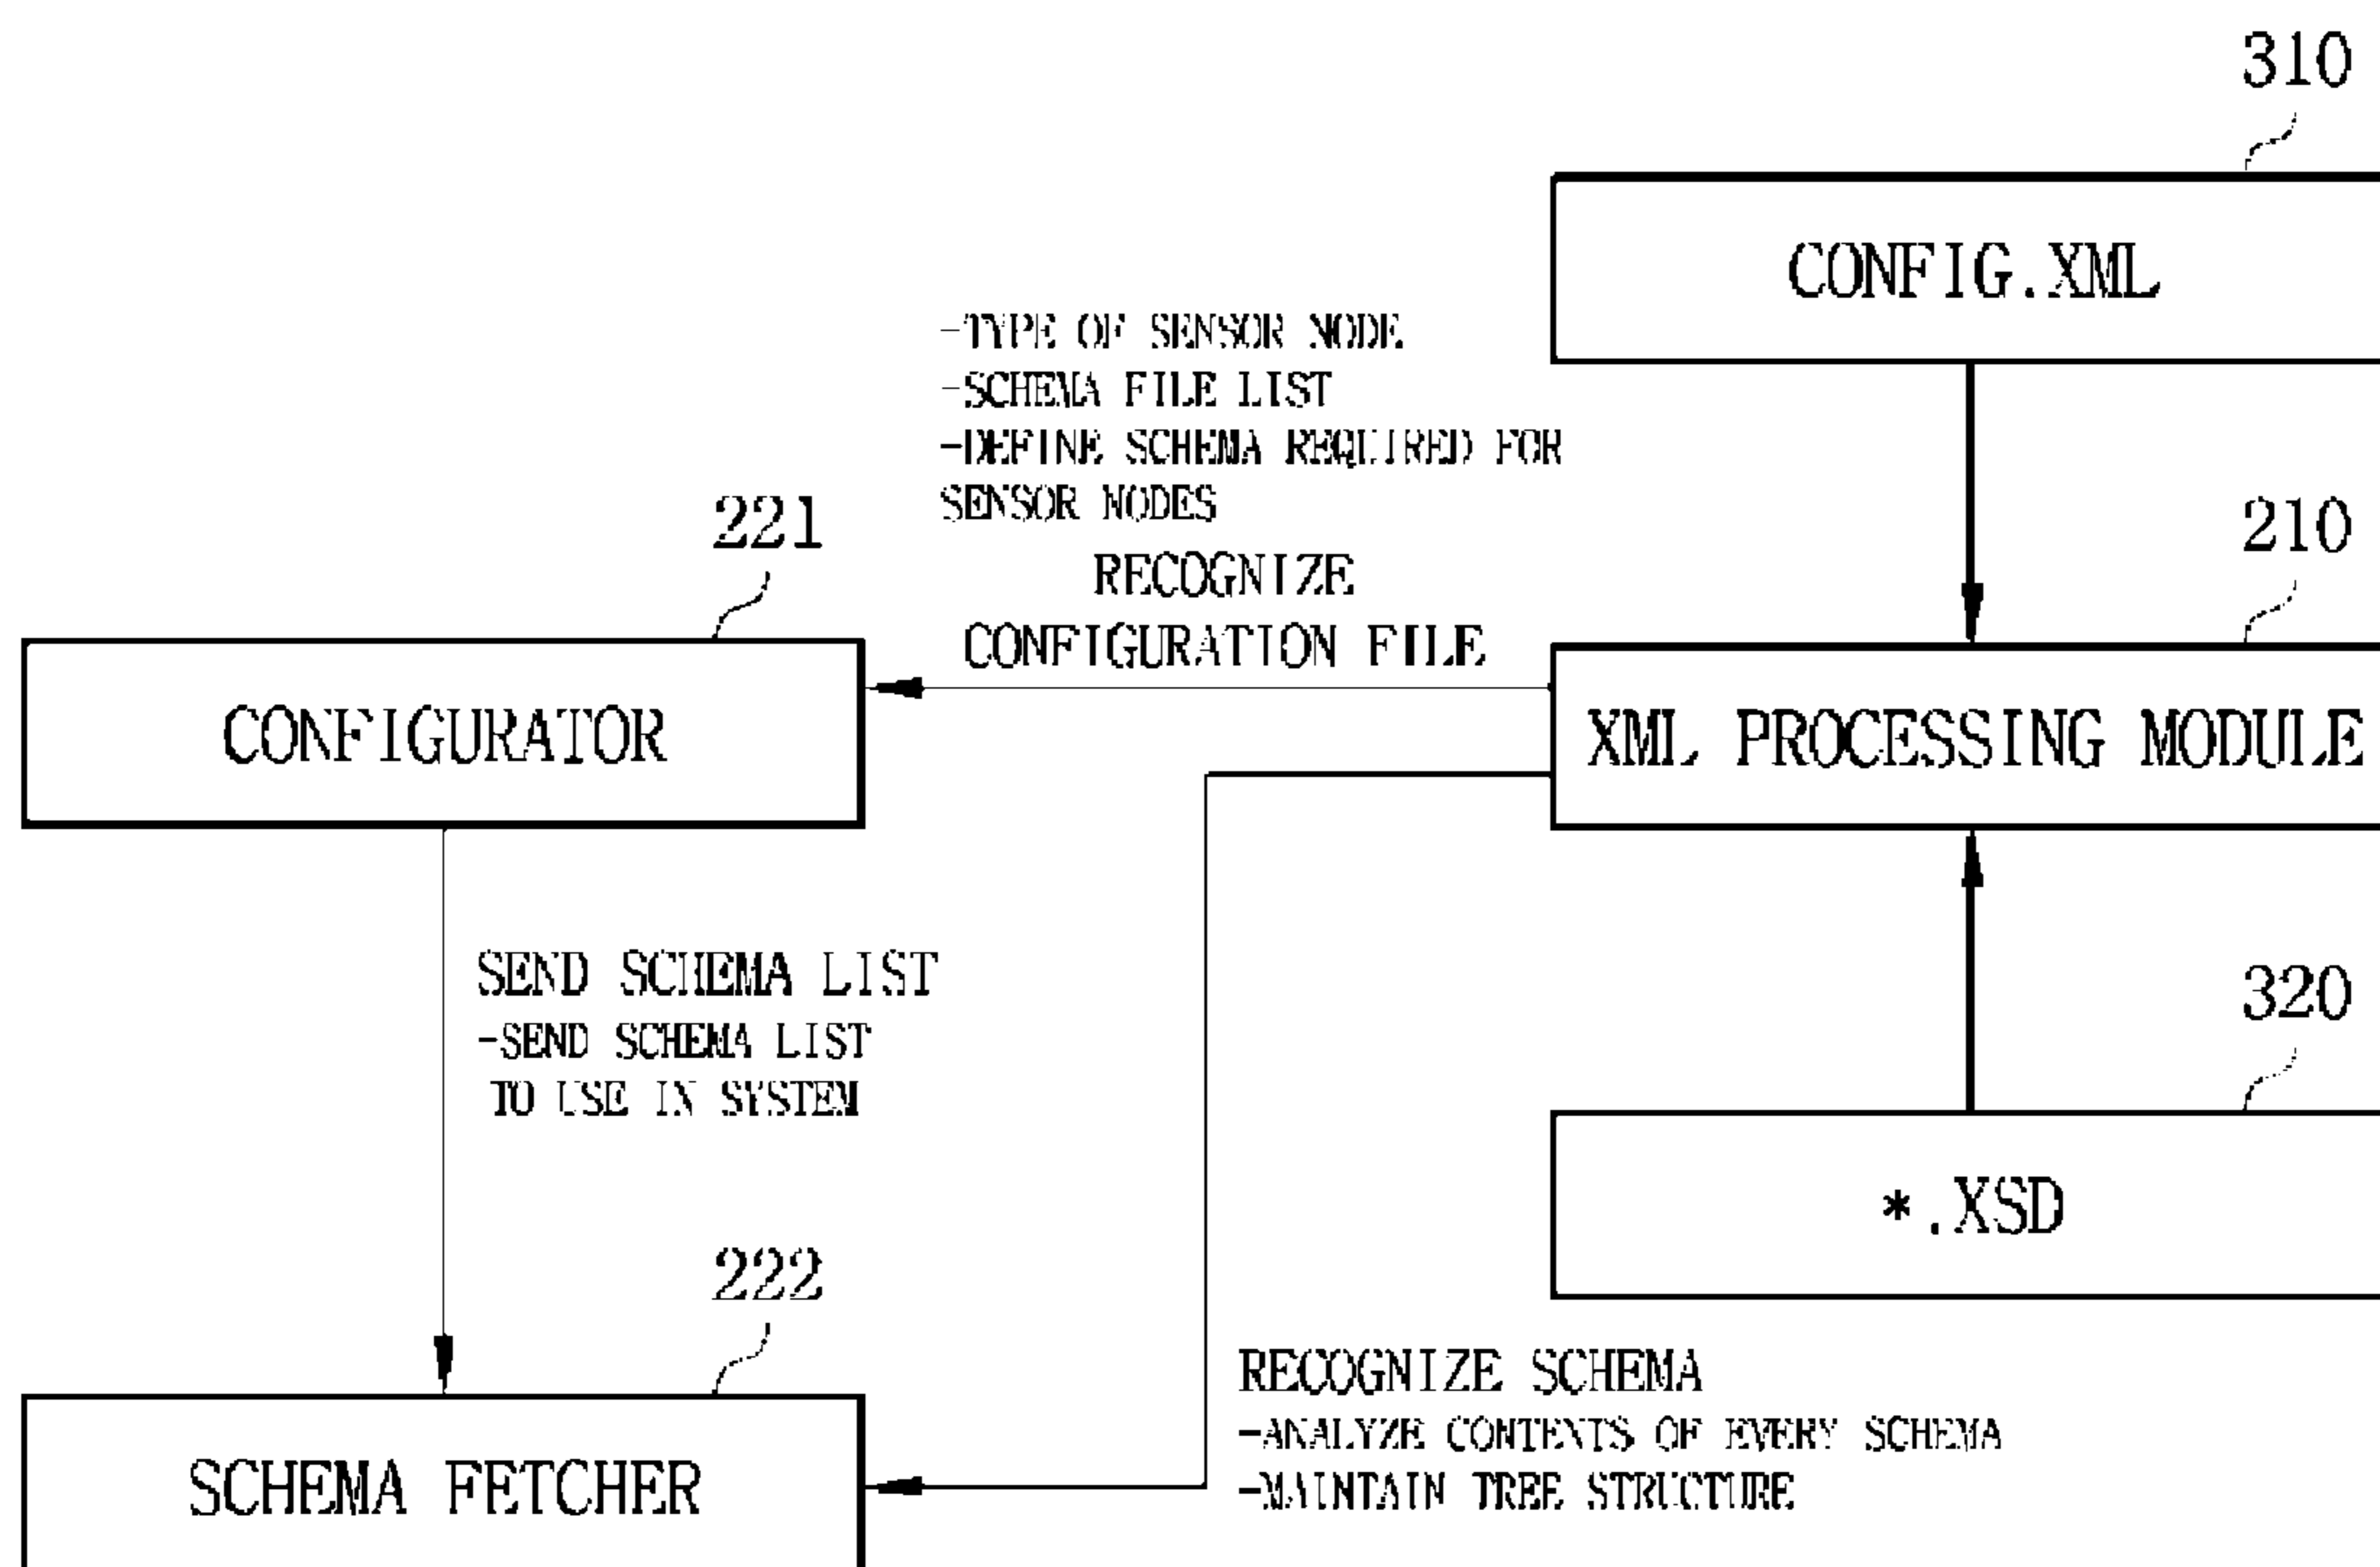 310
CONFIG.XML
-TYPE OF SENSOR NODE
-SCHEMA FILE LIST
-DEFINE SCHEMA REQUIRED FOR
SENSOR NODES
221
210
RECOGNIZE
CONFIGURATION FILE
CONFIGURATOR
XML PROCESSING MODULE
SEND SCHEMA LIST
-SEND SCHEMA LIST
TO USE IN SYSTEM
320
*.XSD
222
SCHEMA FETCHER
RECOGNIZE SCHEMA
-ANALYZE CONTENTS OF EVERY SCHEMA
-MAINTAIN TREE STRUCTURE